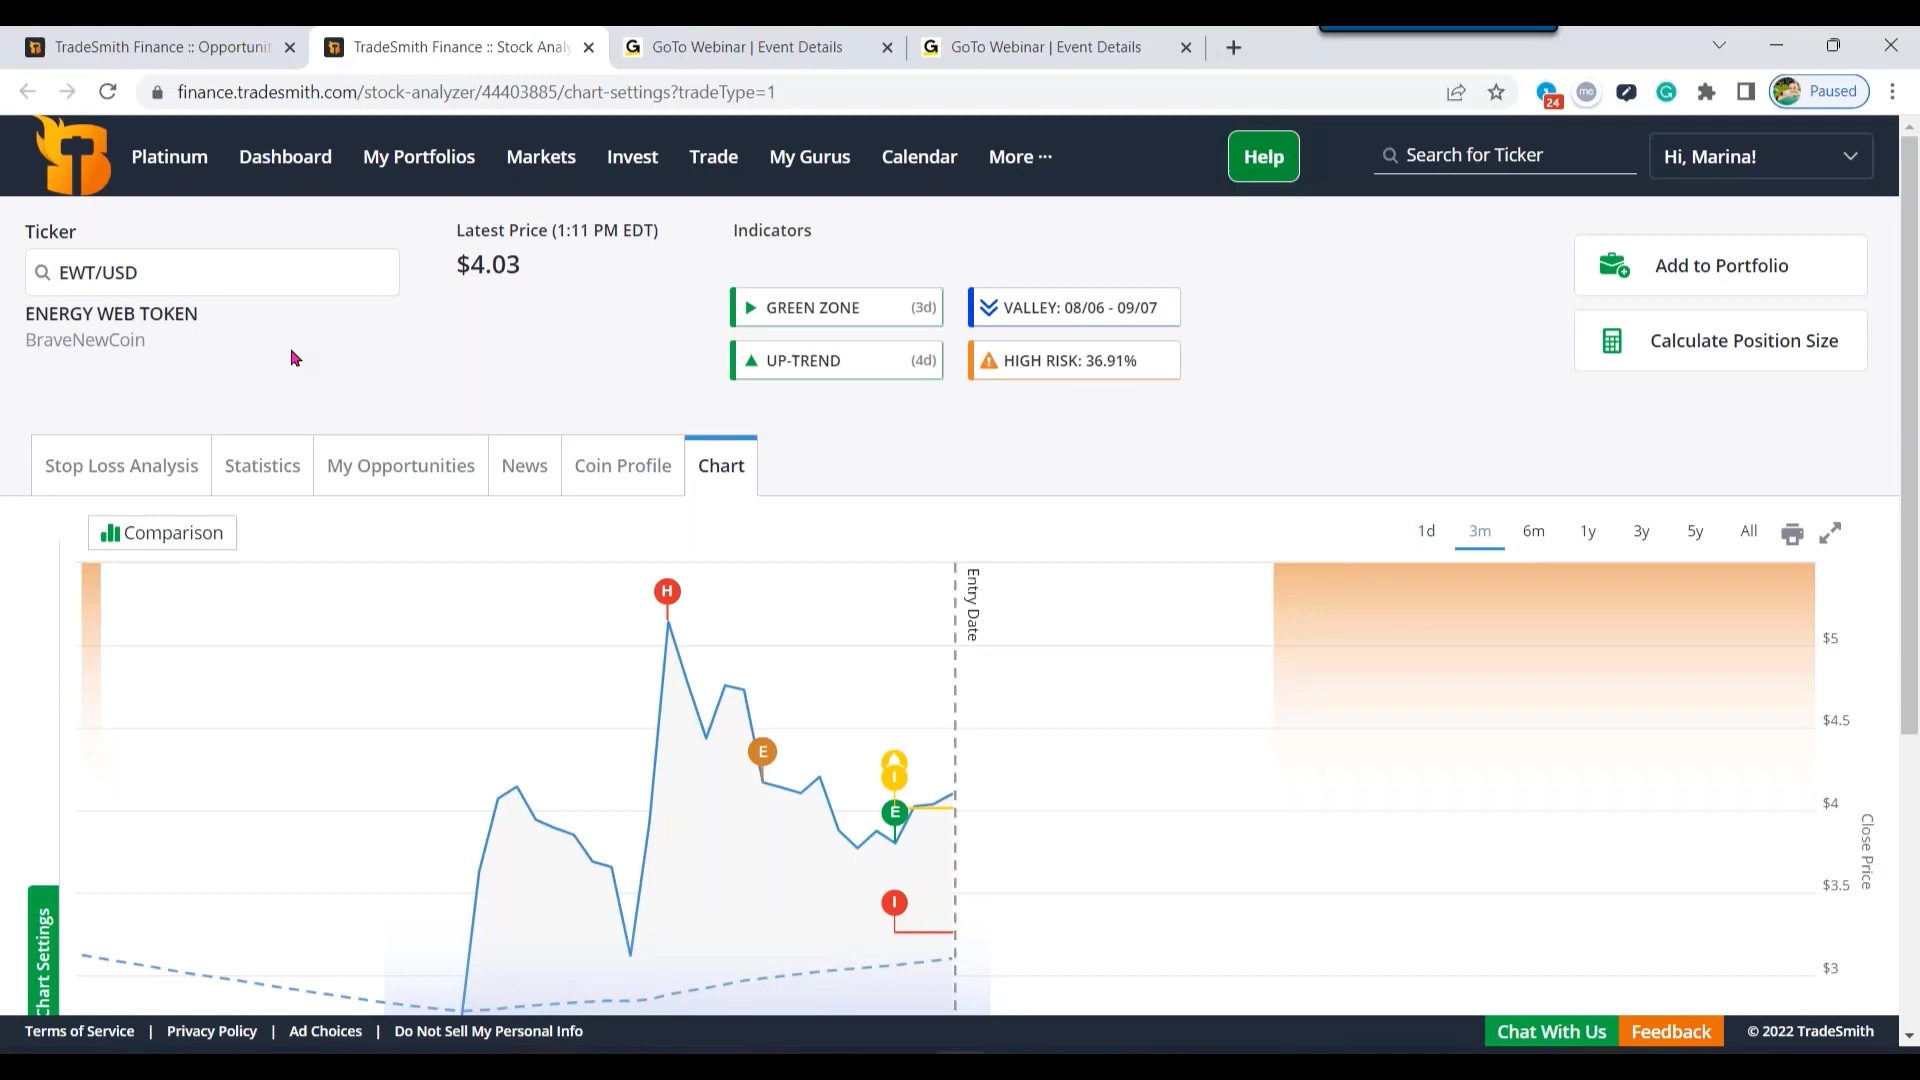 TradeSmith Finance :: Opportuni
TradeSmith Finance :: Stock Anal
GoTo Webinar | Event Details
GoTo Webinar | Event Details
finance.tradesmith.com/stock-analyzer/44403885/chart-settings?tradeType=1
24
me
Paused
Platinum
Dashboard
My Portfolios
Markets
Invest
Trade
My Gurus
Calendar
More ···
Help
Search for Ticker
Hi, Marina!
Ticker
EWT/USD
ENERGY WEB TOKEN
BraveNewCoin
Latest Price (1:11 PM EDT)
$4.03
Indicators
GREEN ZONE (3d)
VALLEY: 08/06 - 09/07
UP-TREND (4d)
HIGH RISK: 36.91%
Add to Portfolio
Calculate Position Size
Stop Loss Analysis
Statistics
My Opportunities
News
Coin Profile
Chart
Comparison
1d
3m
6m
1y
3y
5y
All
H
E
I
E
I
Entry Date
$5
$4.5
$4
$3.5
$3
Close Price
Chart Settings
Terms of Service | Privacy Policy | Ad Choices | Do Not Sell My Personal Info
Chat With Us
Feedback
© 2022 TradeSmith